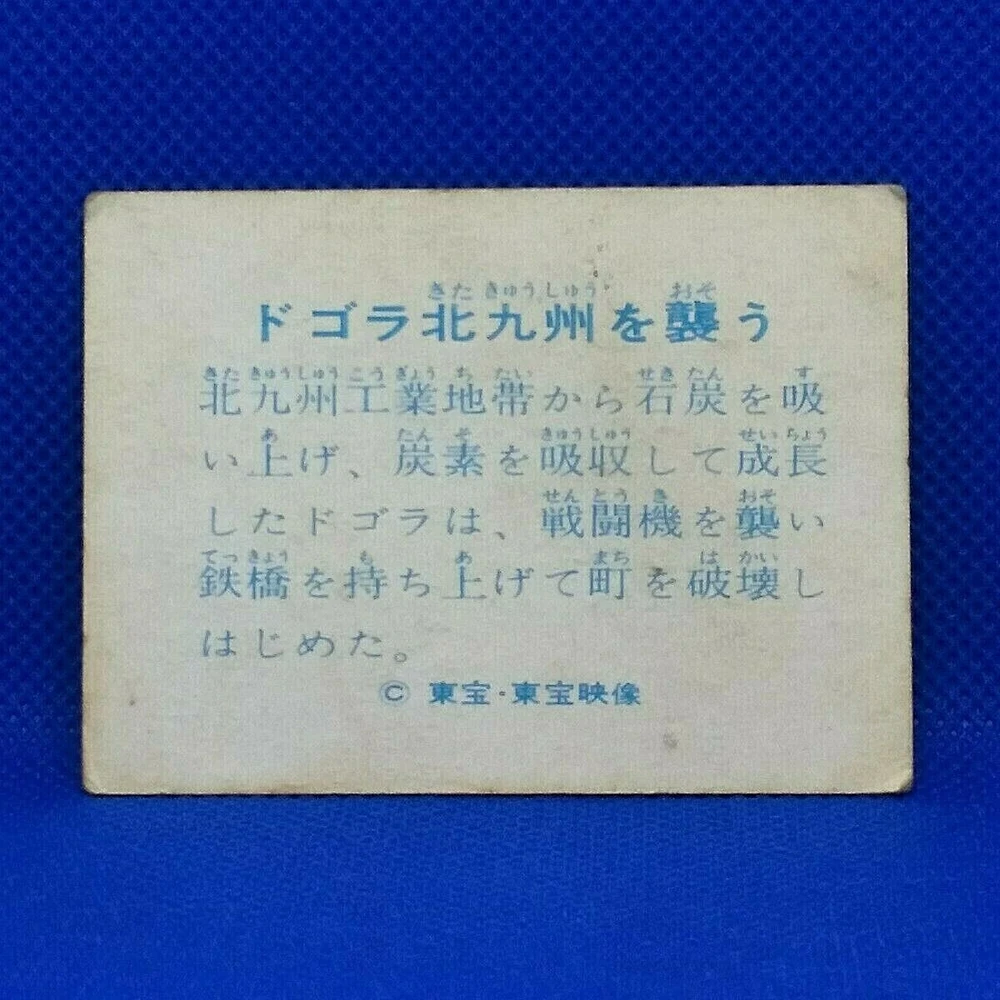 ドゴラ北九州を襲う
北九州工業地帯から石炭を吸
い上げ、炭素を吸収して成長
したドゴラは、戦闘機を襲い
鉄橋を持ち上げて町を破壊し
はじめた。
© 東宝・東宝映像